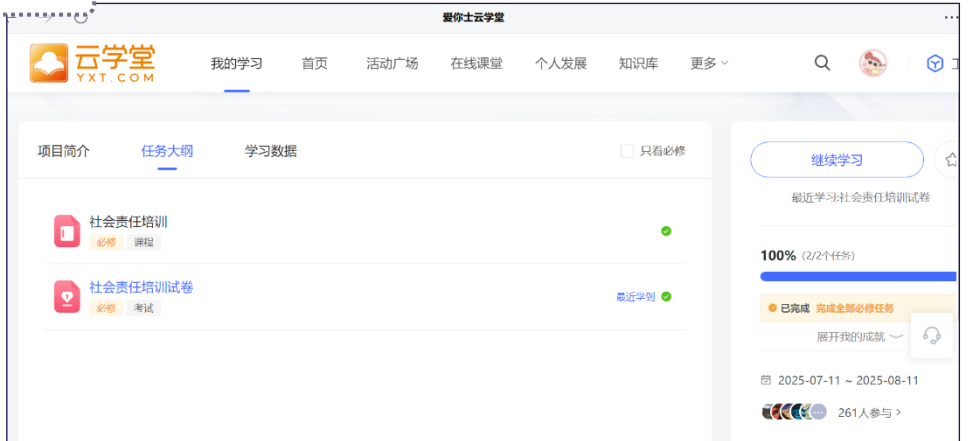 爱你士云学堂
云学堂
YXT.COM
我的学习 首页 活动广场 在线课堂 个人发展 知识库 更多
项目简介 任务大纲 学习数据 只看必修
社会责任培训
必修 课程
社会责任培训试卷
必修 考试
最近学到
继续学习
最近学习:社会责任培训试卷
100% (2/2个任务)
已完成 完成全部必修任务
展开我的成就
2025-07-11 ~ 2025-08-11
261人参与